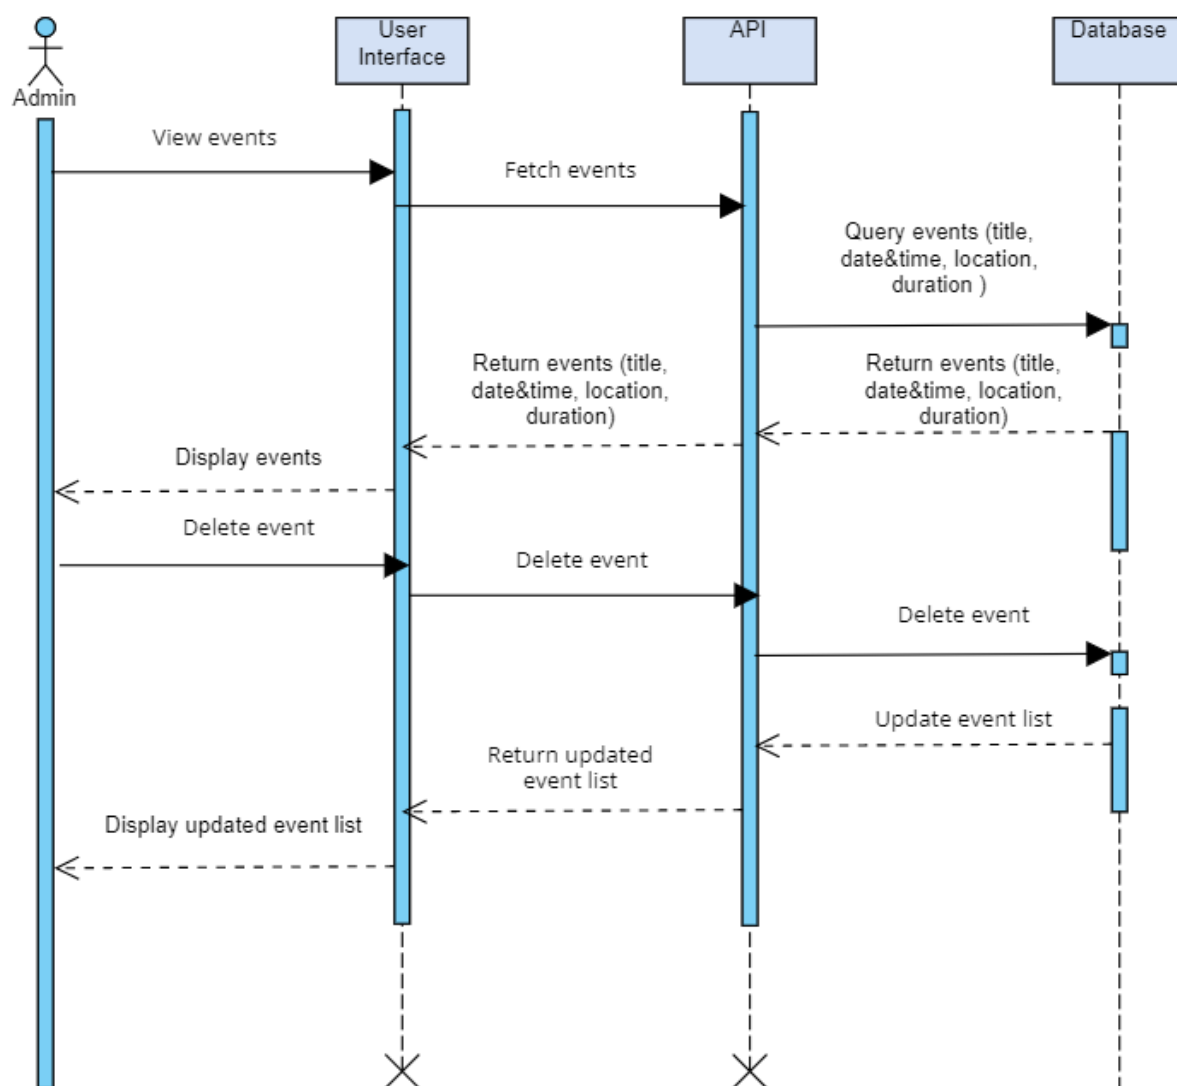 User
Interface
API
Database
Admin
View events
Fetch events
Query events (title,
date&time, location,
duration )
Return events (title,
date&time, location,
duration)
Return events (title,
date&time, location,
duration)
Display events
Delete event
Delete event
Delete event
Update event list
Return updated
event list
Display updated event list